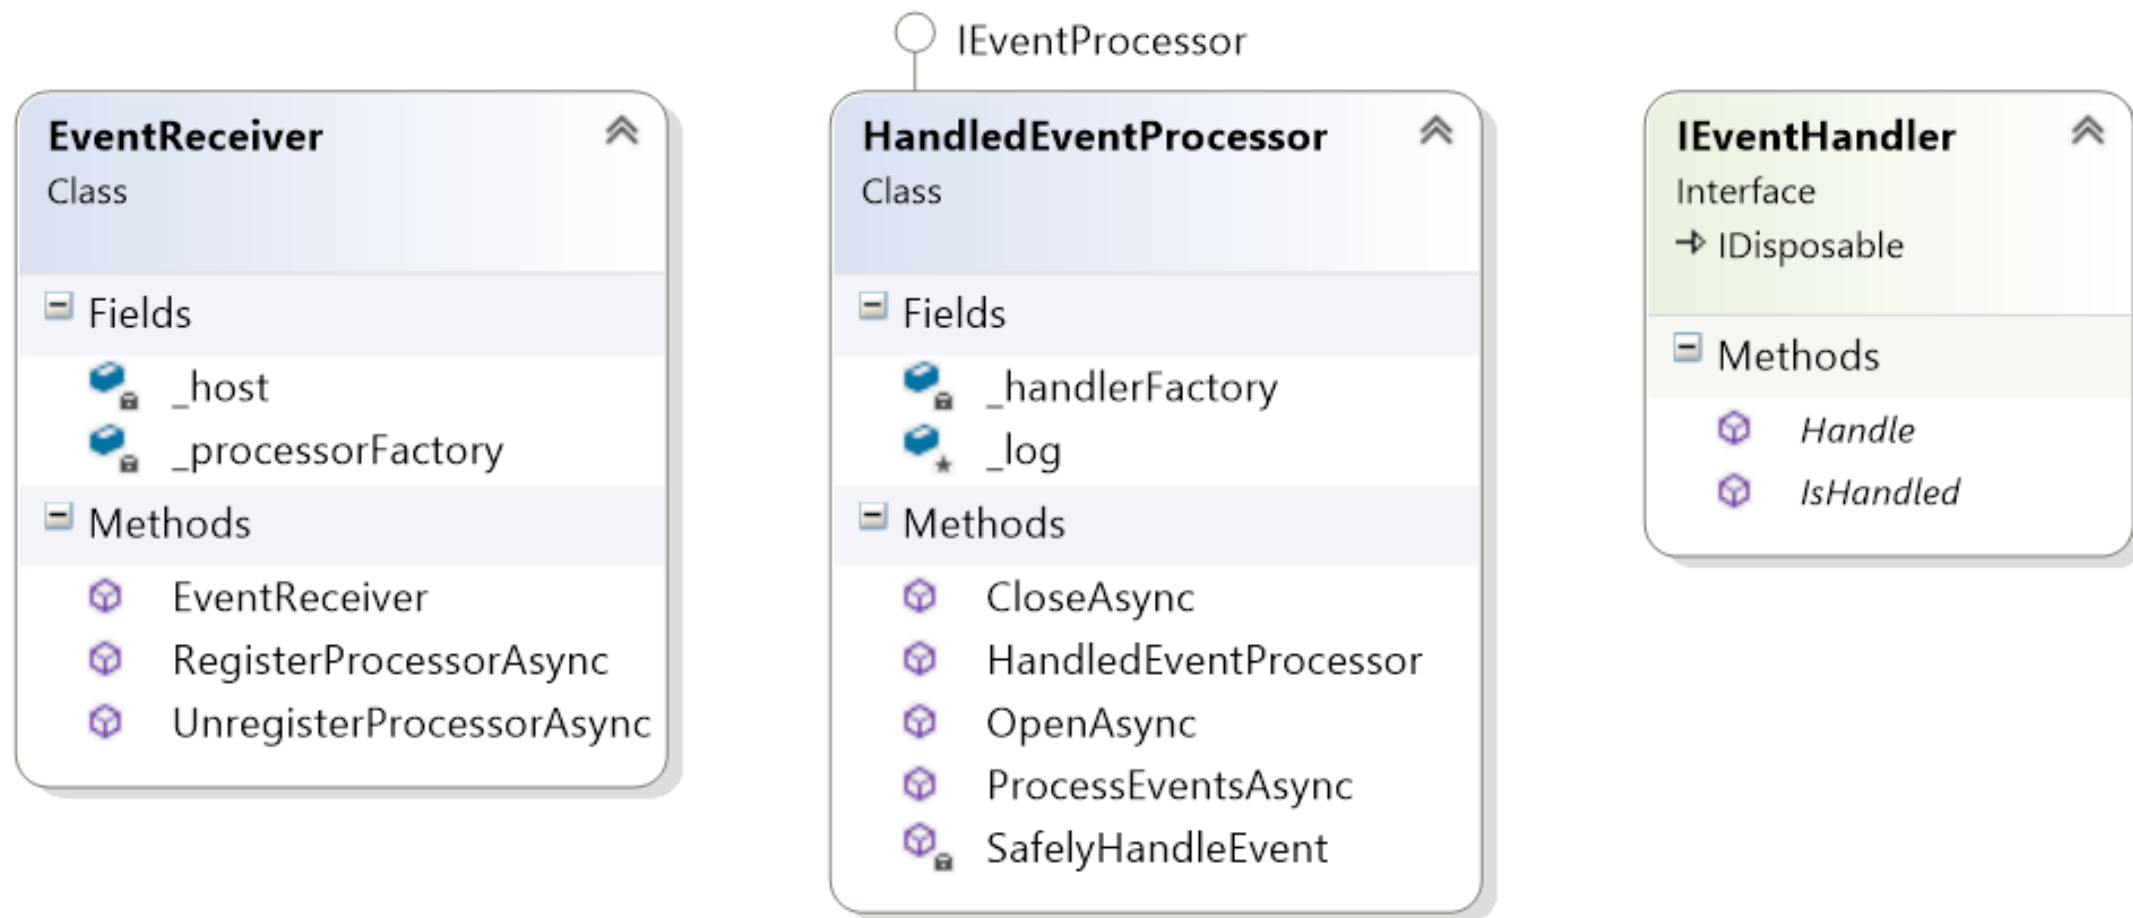 EventReceiver
Class
Fields
_host
_processorFactory
Methods
EventReceiver
RegisterProcessorAsync
UnregisterProcessorAsync
IEventProcessor
HandledEventProcessor
Class
Fields
_handlerFactory
_log
Methods
CloseAsync
HandledEventProcessor
OpenAsync
ProcessEventsAsync
SafelyHandleEvent
IEventHandler
Interface
IDisposable
Methods
Handle
IsHandled